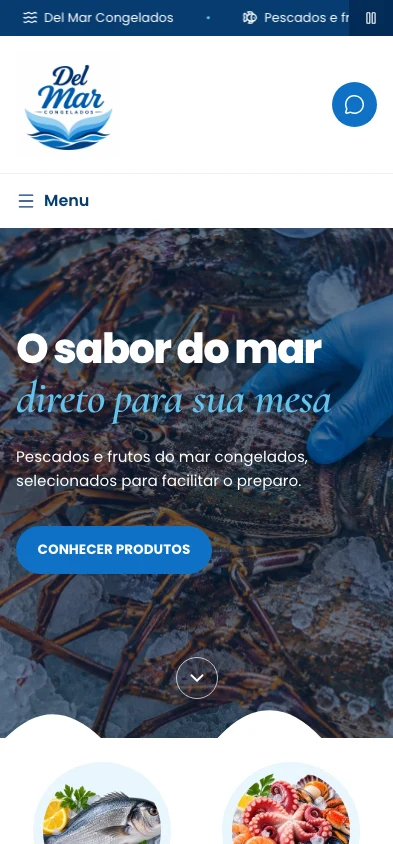 Del Mar Congelados
Pescados e fr
Del
Mar
CONGELADOS
Menu
O sabor do mar
direto para sua mesa
Pescados e frutos do mar congelados,
selecionados para facilitar o preparo.
CONHECER PRODUTOS